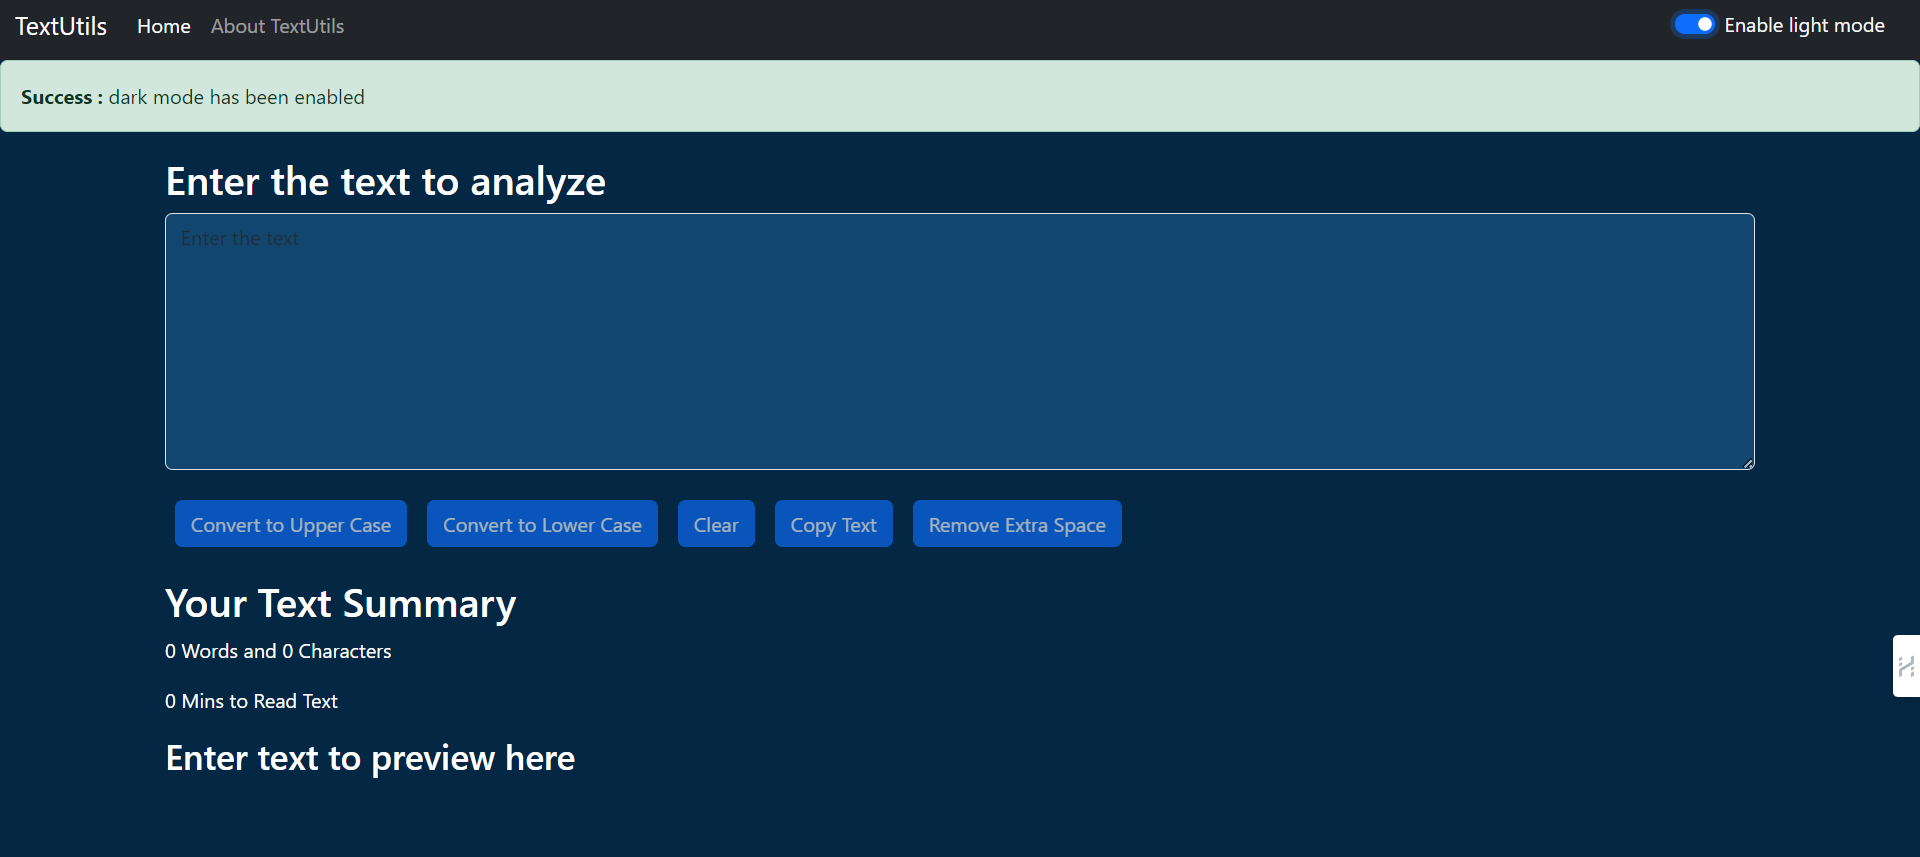 TextUtils Home About TextUtils Enable light mode
Success : dark mode has been enabled
Enter the text to analyze
Enter the text
Convert to Upper Case Convert to Lower Case Clear Copy Text Remove Extra Space
Your Text Summary
0 Words and 0 Characters
0 Mins to Read Text
Enter text to preview here